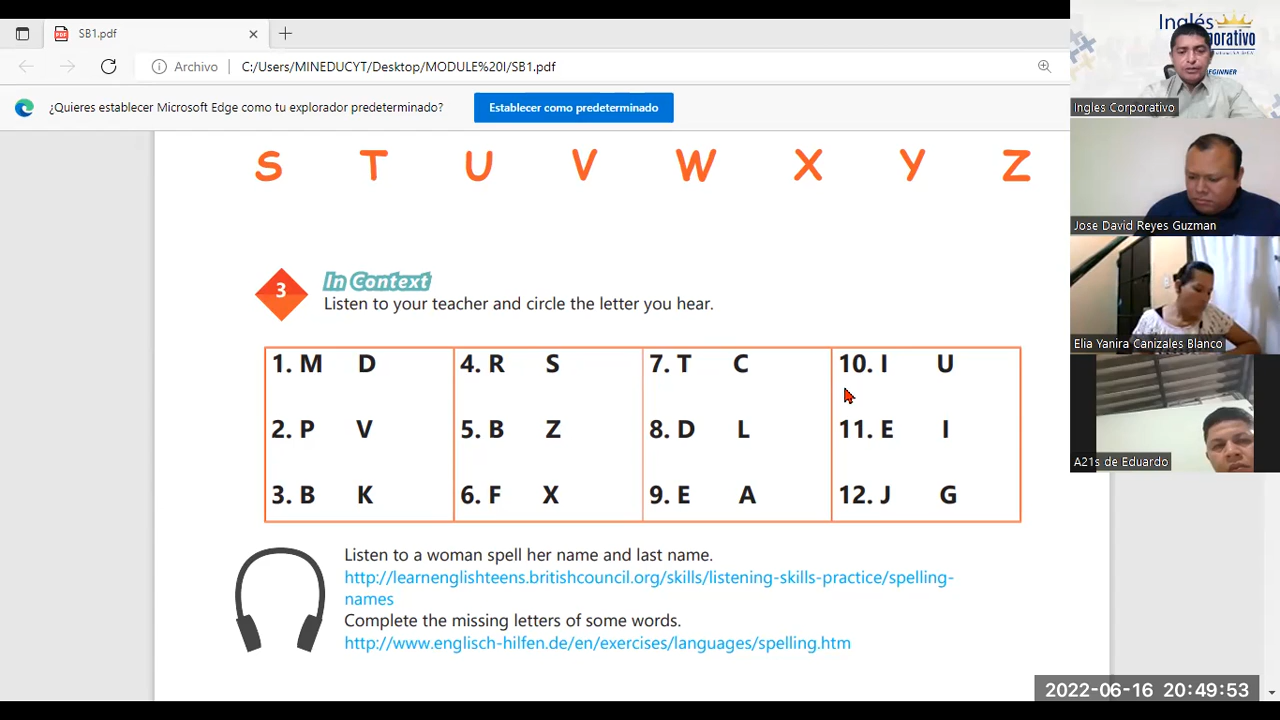 SB1.pdf
Archivo C:/Users/MINEDUCYT/Desktop/MODULE%20I/SB1.pdf
¿Quieres establecer Microsoft Edge como tu explorador predeterminado? Establecer como predeterminado
S T U V W X Y Z
3 In Context
Listen to your teacher and circle the letter you hear.
1. M D 4. R S 7. T C 10. I U
2. P V 5. B Z 8. D L 11. E I
3. B K 6. F X 9. E A 12. J G
Listen to a woman spell her name and last name.
http://learnenglishteens.britishcouncil.org/skills/listening-skills-practice/spelling-
names
Complete the missing letters of some words.
http://www.englisch-hilfen.de/en/exercises/languages/spelling.htm
Inglés
Ingles Corporativo
Jose David Reyes Guzman
Elia Yanira Canizales Blanco
A21s de Eduardo
2022-06-16 20:49:53